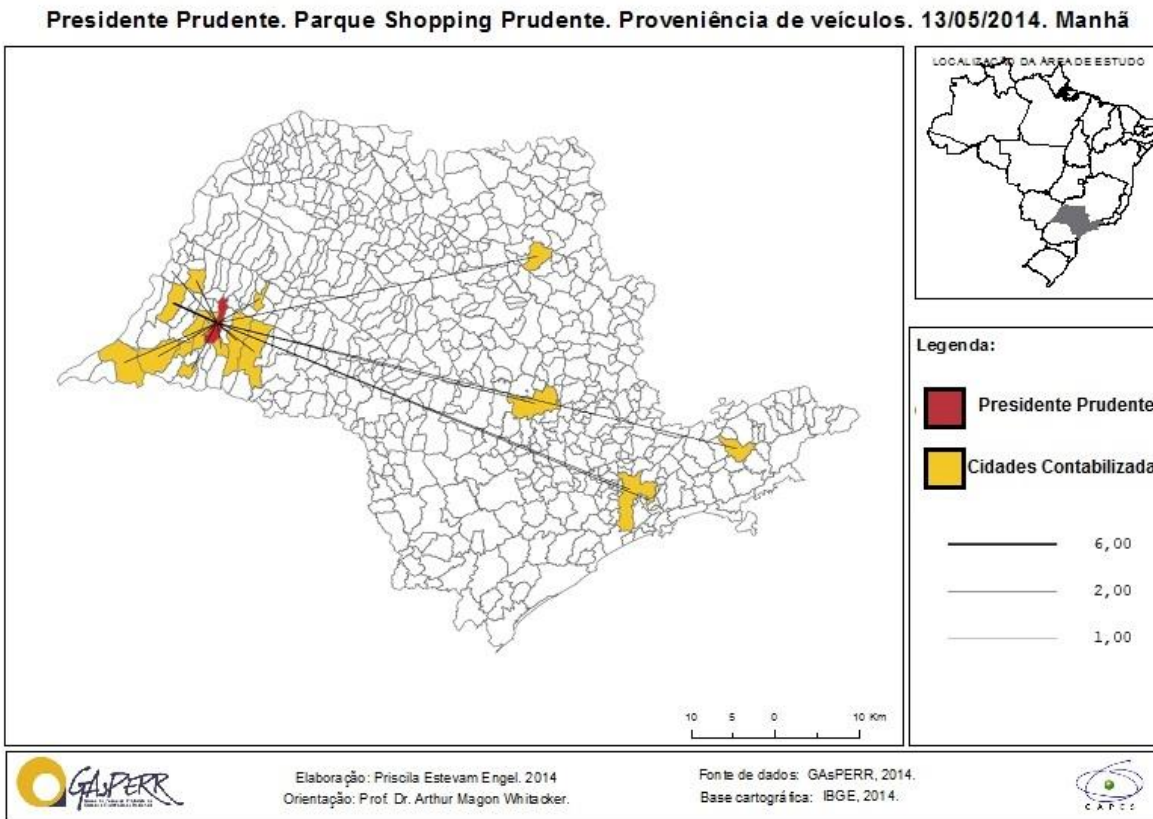 Presidente Prudente. Parque Shopping Prudente. Proveniência de veículos. 13/05/2014. Manhã
LOCALIZAÇÃO DA ÁREA DE ESTUDO
Legenda:
Presidente Prudente
Cidades Contabilizada
6,00
2,00
1,00
10 5 0 10 Km
GAsPERR
Elaboração: Priscila Estevam Engel. 2014
Orientação: Prof. Dr. Arthur Magon Whitacker.
Fonte de dados: GAsPERR, 2014.
Base cartográfica: IBGE, 2014.
CAPES